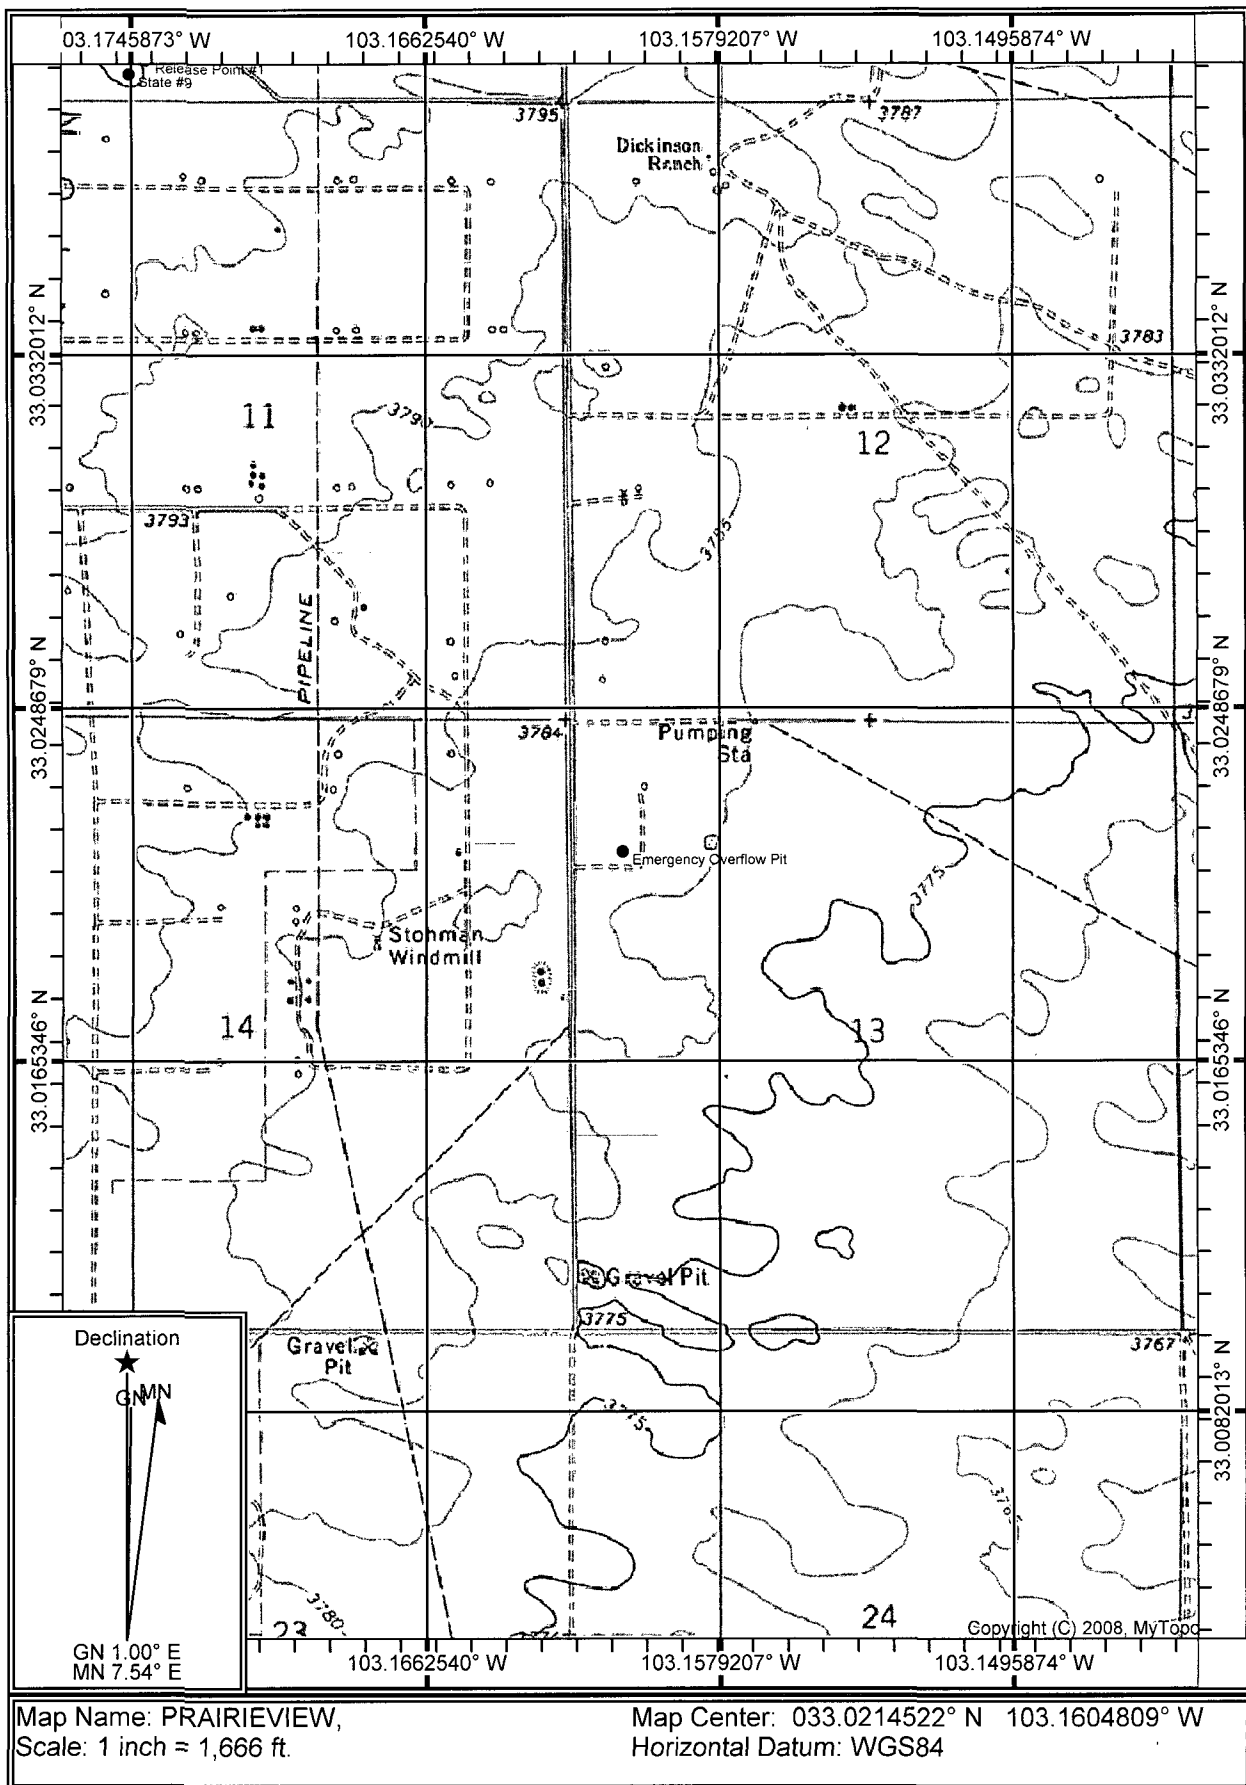 103.1745873° W 103.1662540° W 103.1579207° W 103.1495874° W
Release Point #1
State #9
3795
3787
Dickinson
Ranch
33.0332012° N
33.0332012° N
3783
11
3790
12
3793
3785
PIPELINE
33.0248679° N
33.0248679° N
3784
Pumping
Sta
Emergency Overflow Pit
3775
Stohman
Windmill
14
13
33.0165346° N
33.0165346° N
Gravel Pit
3775
Gravel
Pit
3767
Declination
GN MN
3775
33.0082013° N
3780
23
24
Copyright (C) 2008, MyTopo
GN 1.00° E
MN 7.54° E
103.1662540° W 103.1579207° W 103.1495874° W
Map Name: PRAIRIEVIEW,
Scale: 1 inch = 1,666 ft.
Map Center: 033.0214522° N 103.1604809° W
Horizontal Datum: WGS84